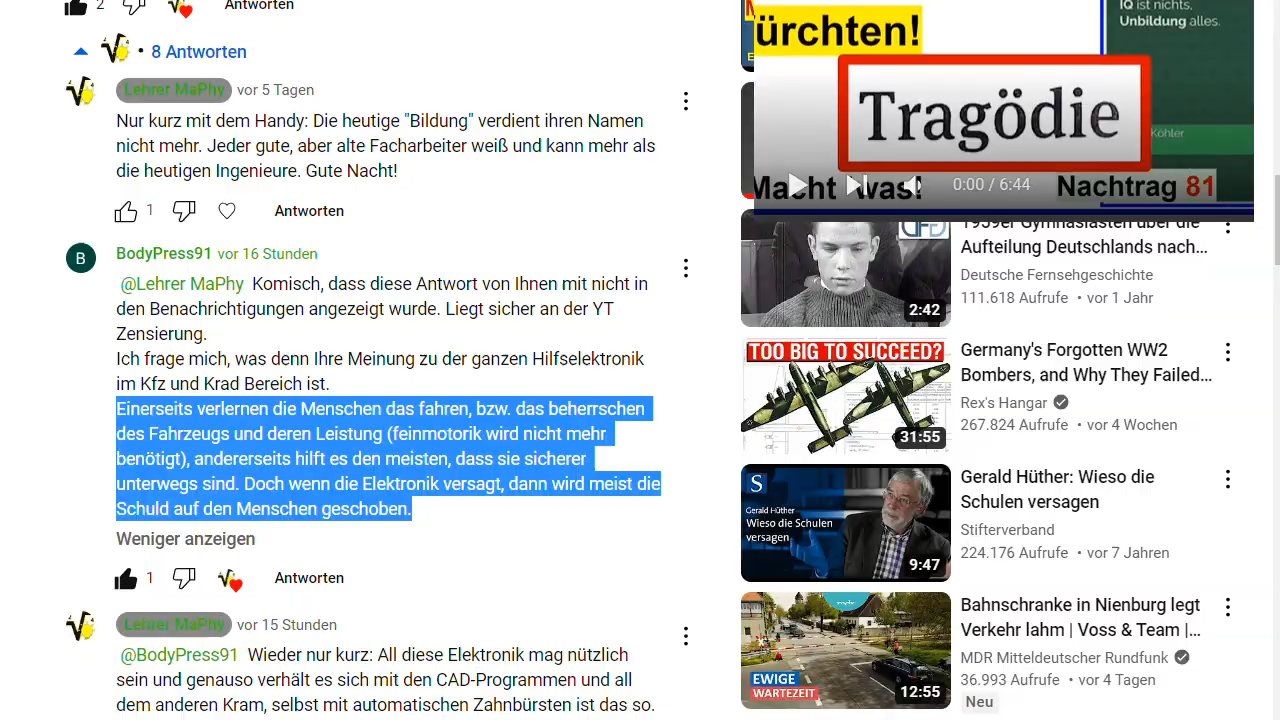 2
Antworten
8 Antworten
Lehrer MaPhy vor 5 Tagen
Nur kurz mit dem Handy: Die heutige "Bildung" verdient ihren Namen
nicht mehr. Jeder gute, aber alte Facharbeiter weiß und kann mehr als
die heutigen Ingenieure. Gute Nacht!
1
Antworten
B
BodyPress91 vor 16 Stunden
@Lehrer MaPhy Komisch, dass diese Antwort von Ihnen mit nicht in
den Benachrichtigungen angezeigt wurde. Liegt sicher an der YT
Zensierung.
Ich frage mich, was denn Ihre Meinung zu der ganzen Hilfselektronik
im Kfz und Krad Bereich ist.
Einerseits verlernen die Menschen das fahren, bzw. das beherrschen
des Fahrzeugs und deren Leistung (feinmotorik wird nicht mehr
benötigt), andererseits hilft es den meisten, dass sie sicherer
unterwegs sind. Doch wenn die Elektronik versagt, dann wird meist die
Schuld auf den Menschen geschoben.
Weniger anzeigen
1
Antworten
Lehrer MaPhy vor 15 Stunden
@BodyPress91 Wieder nur kurz: All diese Elektronik mag nützlich
sein und genauso verhält es sich mit den CAD-Programmen und all
dem anderen Kram, selbst mit automatischen Zahnbürsten ist das so.
ürchten!
IQ ist nichts,
Unbildung alles.
Tragödie
Köhler
Macht was!
0:00 / 6:44
Nachtrag 81
1959er Gymnasiasten über die
Aufteilung Deutschlands nach...
Deutsche Fernsehgeschichte
111.618 Aufrufe • vor 1 Jahr
2:42
TOO BIG TO SUCCEED?
31:55
Germany's Forgotten WW2
Bombers, and Why They Failed...
Rex's Hangar
267.824 Aufrufe • vor 4 Wochen
S
Gerald Hüther
Wieso die Schulen
versagen
9:47
Gerald Hüther: Wieso die
Schulen versagen
Stifterverband
224.176 Aufrufe • vor 7 Jahren
EWIGE
WARTEZEIT
12:55
Bahnschranke in Nienburg legt
Verkehr lahm | Voss & Team |...
MDR Mitteldeutscher Rundfunk
36.993 Aufrufe • vor 4 Tagen
Neu